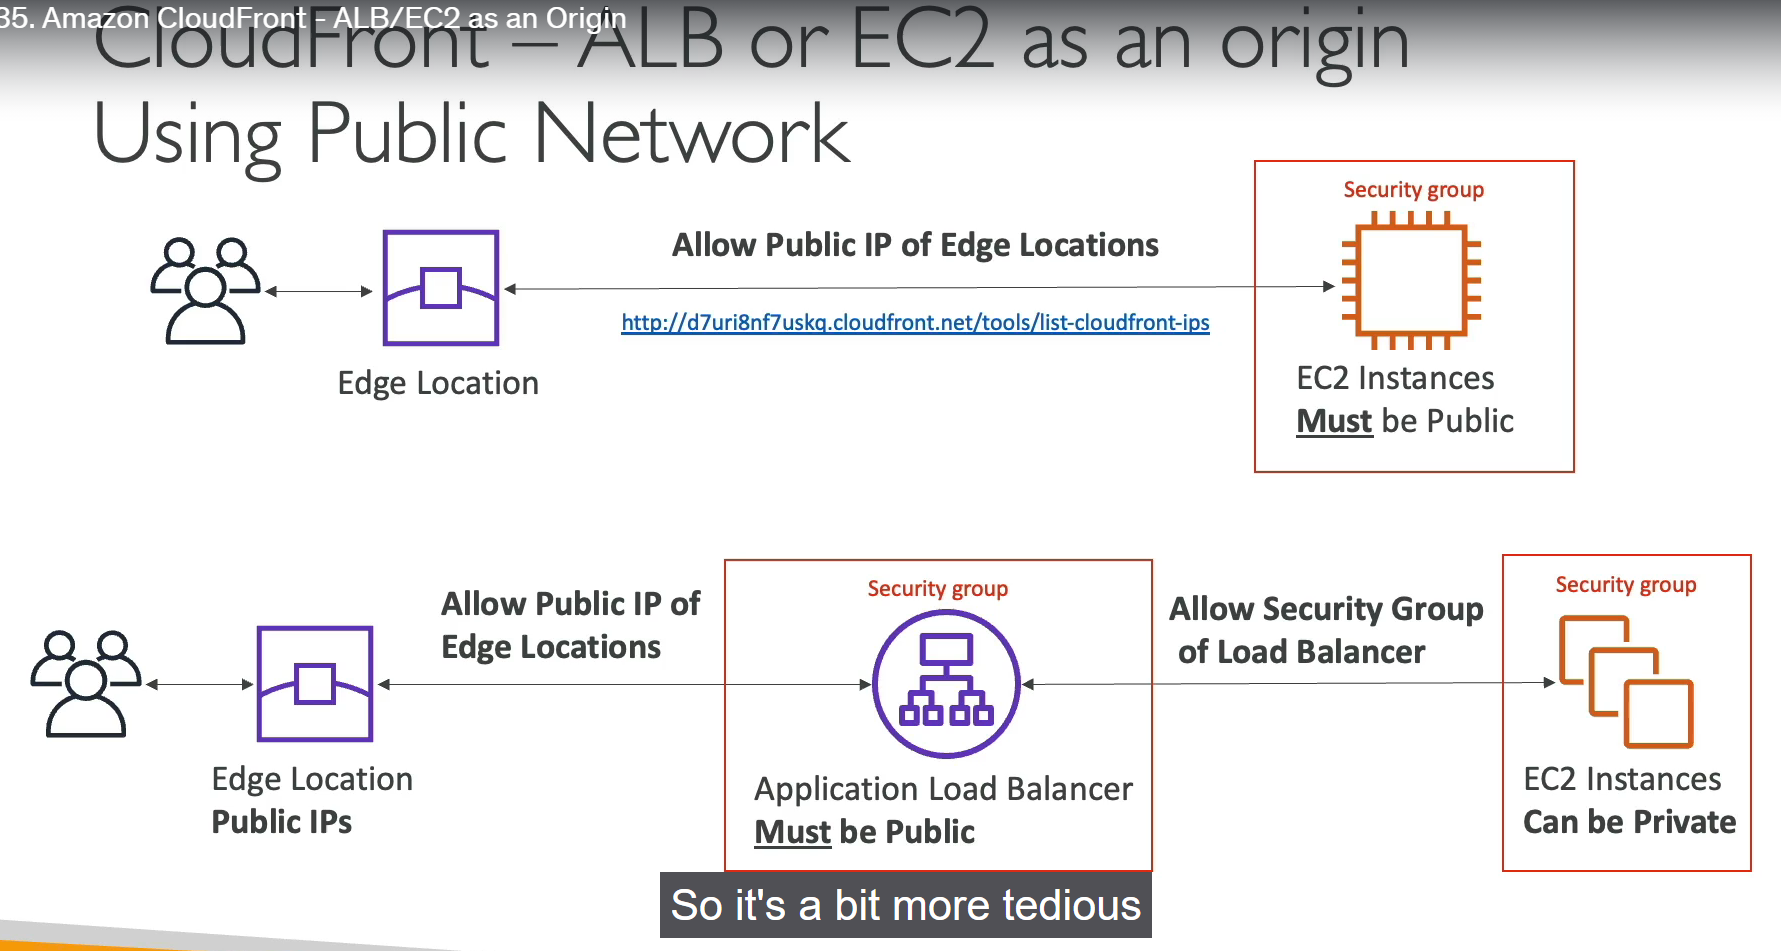 35. Amazon CloudFront - ALB/EC2 as an Origin
CloudFront – ALB or EC2 as an origin
Using Public Network
Security group
Allow Public IP of Edge Locations
http://d7uri8nf7uskq.cloudfront.net/tools/list-cloudfront-ips
Edge Location
EC2 Instances
Must be Public
Allow Public IP of
Edge Locations
Security group
Allow Security Group
of Load Balancer
Security group
Edge Location
Public IPs
Application Load Balancer
Must be Public
EC2 Instances
Can be Private
So it's a bit more tedious